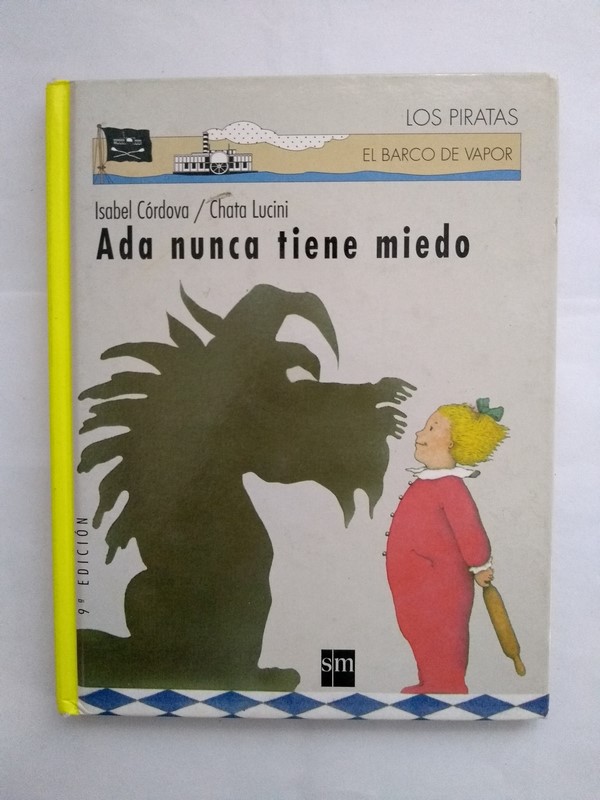 LOS PIRATAS
EL BARCO DE VAPOR
Isabel Córdova / Chata Lucini
Ada nunca tiene miedo
9ª EDICIÓN
sm